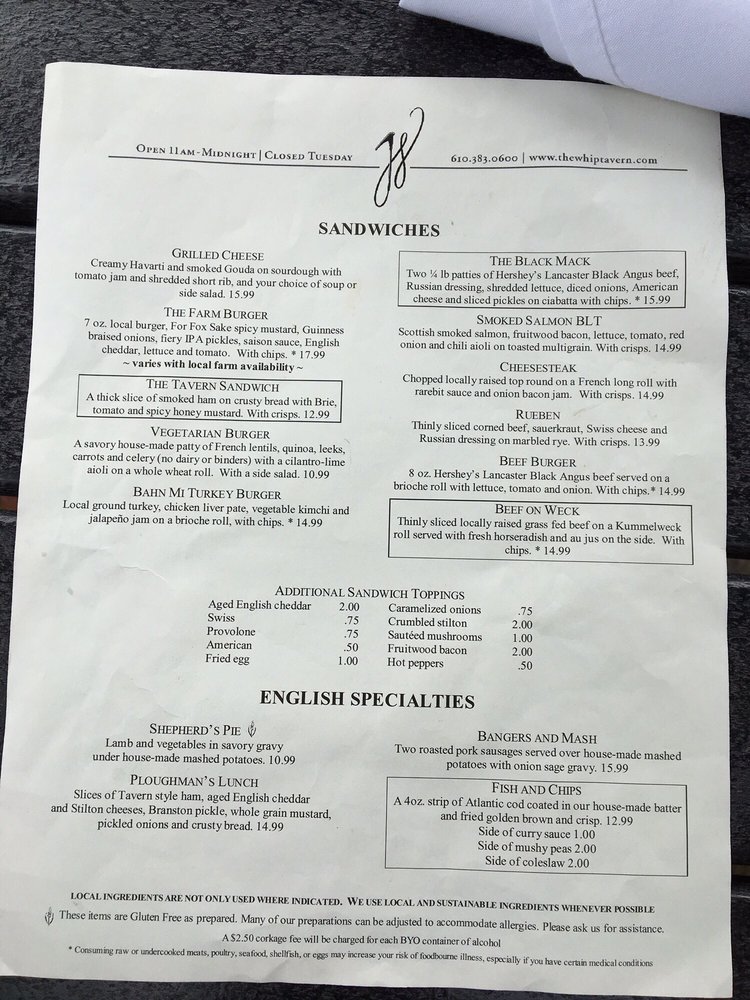 OPEN 11AM-MIDNIGHT | CLOSED TUESDAY
610.383.0600 | www.thewhiptavern.com
SANDWICHES
GRILLED CHEESE
Creamy Havarti and smoked Gouda on sourdough with
tomato jam and shredded short rib, and your choice of soup or
side salad. 15.99
THE FARM BURGER
7 oz. local burger, For Fox Sake spicy mustard, Guinness
braised onions, fiery IPA pickles, saison sauce, English
cheddar, lettuce and tomato. With chips. * 17.99
~ varies with local farm availability ~
THE TAVERN SANDWICH
A thick slice of smoked ham on crusty bread with Brie,
tomato and spicy honey mustard. With crisps. 12.99
VEGETARIAN BURGER
A savory house-made patty of French lentils, quinoa, leeks,
carrots and celery (no dairy or binders) with a cilantro-lime
aioli on a whole wheat roll. With a side salad. 10.99
BAHN MI TURKEY BURGER
Local ground turkey, chicken liver pate, vegetable kimchi and
jalapeño jam on a brioche roll, with chips. * 14.99
THE BLACK MACK
Two ¼ lb patties of Hershey's Lancaster Black Angus beef,
Russian dressing, shredded lettuce, diced onions, American
cheese and sliced pickles on ciabatta with chips. * 15.99
SMOKED SALMON BLT
Scottish smoked salmon, fruitwood bacon, lettuce, tomato, red
onion and chili aioli on toasted multigrain. With crisps. 14.99
CHEESESTEAK
Chopped locally raised top round on a French long roll with
rarebit sauce and onion bacon jam. With crisps. 14.99
RUEBEN
Thinly sliced corned beef, sauerkraut, Swiss cheese and
Russian dressing on marbled rye. With crisps. 13.99
BEEF BURGER
8 oz. Hershey's Lancaster Black Angus beef served on a
brioche roll with lettuce, tomato and onion. With chips.* 14.99
BEEF ON WECK
Thinly sliced locally raised grass fed beef on a Kummelweck
roll served with fresh horseradish and au jus on the side. With
chips. * 14.99
ADDITIONAL SANDWICH TOPPINGS
Aged English cheddar 2.00
Swiss .75
Provolone .75
American .50
Fried egg 1.00
Caramelized onions .75
Crumbled stilton 2.00
Sautéed mushrooms 1.00
Fruitwood bacon 2.00
Hot peppers .50
ENGLISH SPECIALTIES
SHEPHERD'S PIE
Lamb and vegetables in savory gravy
under house-made mashed potatoes. 10.99
PLOUGHMAN'S LUNCH
Slices of Tavern style ham, aged English cheddar
and Stilton cheeses, Branston pickle, whole grain mustard,
pickled onions and crusty bread. 14.99
BANGERS AND MASH
Two roasted pork sausages served over house-made mashed
potatoes with onion sage gravy. 15.99
FISH AND CHIPS
A 4oz. strip of Atlantic cod coated in our house-made batter
and fried golden brown and crisp. 12.99
Side of curry sauce 1.00
Side of mushy peas 2.00
Side of coleslaw 2.00
LOCAL INGREDIENTS ARE NOT ONLY USED WHERE INDICATED. WE USE LOCAL AND SUSTAINABLE INGREDIENTS WHENEVER POSSIBLE
These items are Gluten Free as prepared. Many of our preparations can be adjusted to accommodate allergies. Please ask us for assistance.
A $2.50 corkage fee will be charged for each BYO container of alcohol
* Consuming raw or undercooked meats, poultry, seafood, shellfish, or eggs may increase your risk of foodbourne illness, especially if you have certain medical conditions